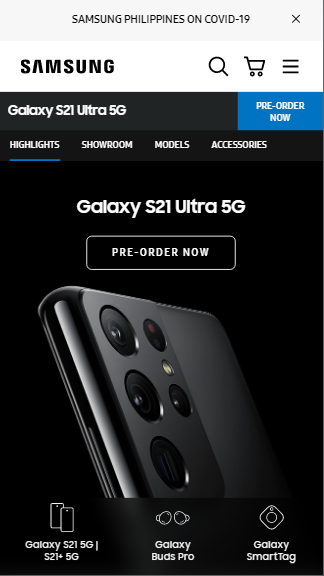 SAMSUNG PHILIPPINES ON COVID-19
SAMSUNG
Galaxy S21 Ultra 5G
PRE-ORDER
NOW
HIGHLIGHTS SHOWROOM MODELS ACCESSORIES
Galaxy S21 Ultra 5G
PRE-ORDER NOW
Galaxy S21 5G |
S21+ 5G
Galaxy
Buds Pro
Galaxy
SmartTag